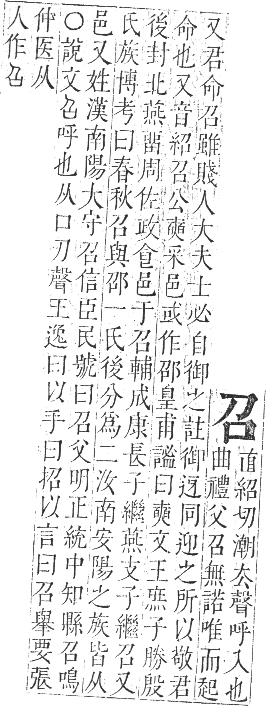 召
直紹切潮去聲呼入也
曲禮父召無諾唯而起
又君命召雖賤人大夫士必自御之註御迓同迎之所以敬君
命也又音紹召公奭采邑或作邵皇甫謐曰奭文王庶子勝殷
後封北燕畱周佐政食邑于召輔成康長子繼燕支子繼召又
氏族博考曰春秋召與邵一氏後分爲二汝南安陽之族皆从
邑又姓漢南陽大守召信臣民號曰召父明正統中知縣召鳴
〇說文召呼也从口刀聲王逸曰以手曰招以言曰召舉要張
仲医从
人作召